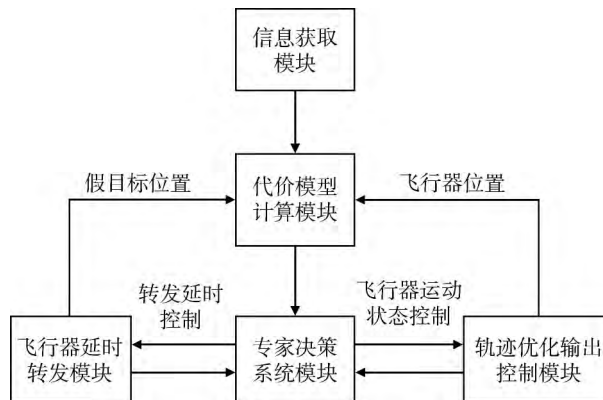 信息获取
模块
假目标位置
代价模型
计算模块
飞行器位置
转发延时
控制
飞行器运动
状态控制
飞行器延时
转发模块
专家决策
系统模块
轨迹优化输出
控制模块